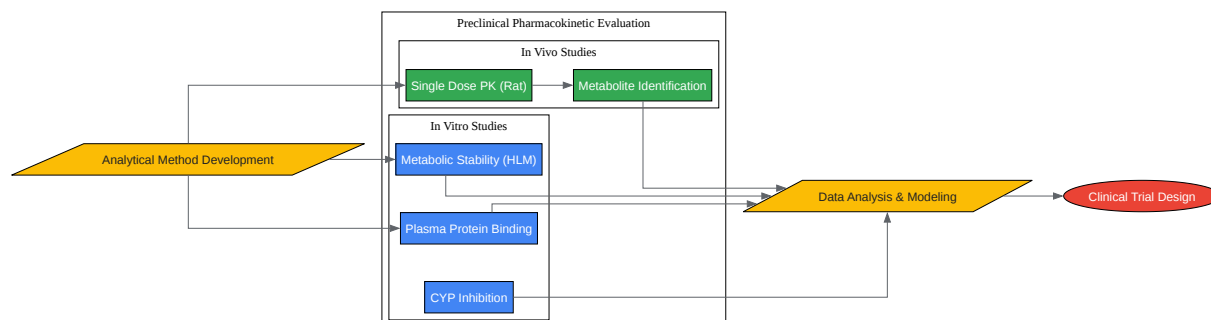 Preclinical Pharmacokinetic Evaluation
In Vivo Studies
Single Dose PK (Rat)
Metabolite Identification
In Vitro Studies
Analytical Method Development
Metabolic Stability (HLM)
Data Analysis & Modeling
Clinical Trial Design
Plasma Protein Binding
CYP Inhibition